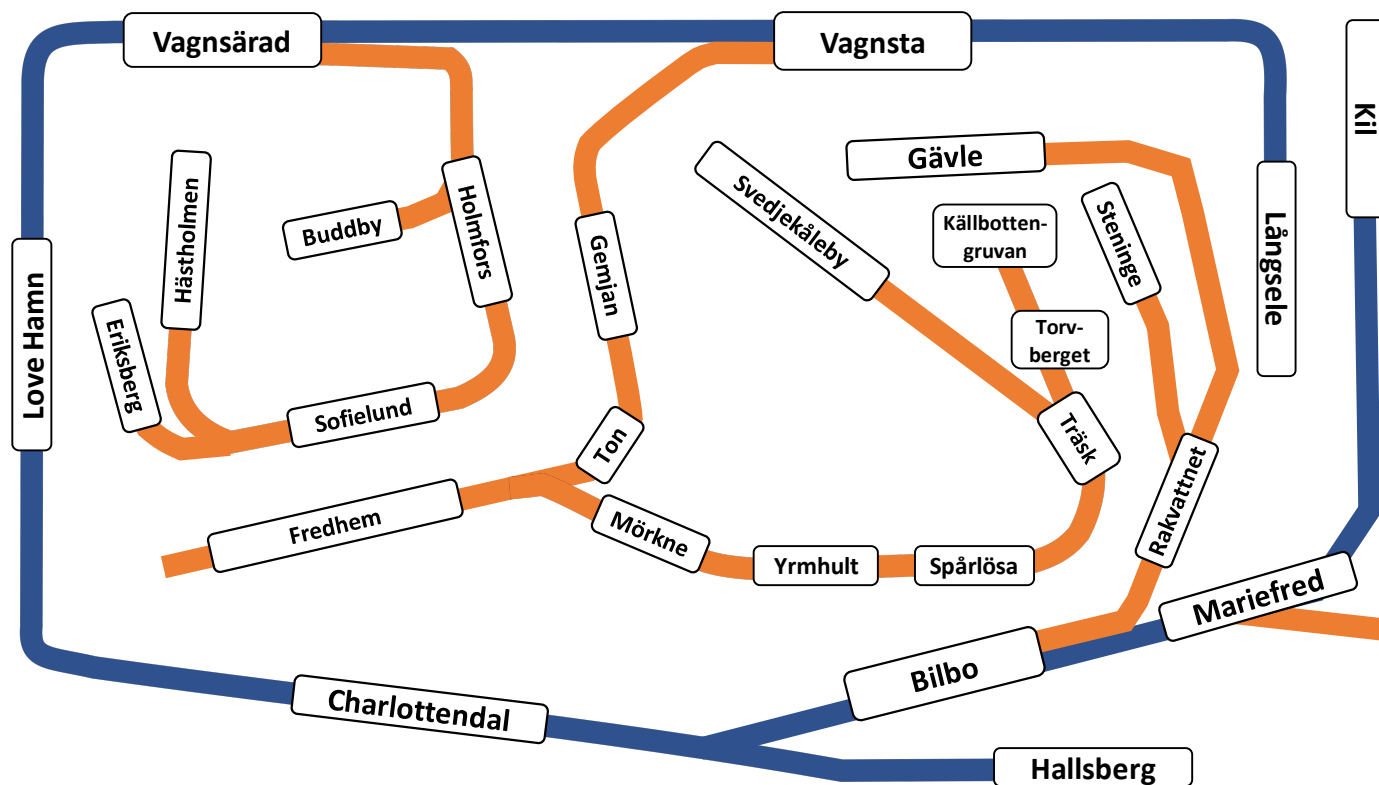 Vagnsärad
Vagnsta
Kil
Gävle
Svedjekåleby
Hästholmen
Holmfors
Buddby
Källbotten-
gruvan
Steninge
Långsele
Gemjan
Love Hamn
Eriksberg
Torv-
berget
Sofielund
Träsk
Ton
Rakvattnet
Fredhem
Mörkne
Yrmhult
Spårlösa
Mariefred
Bilbo
Charlottendal
Hallsberg